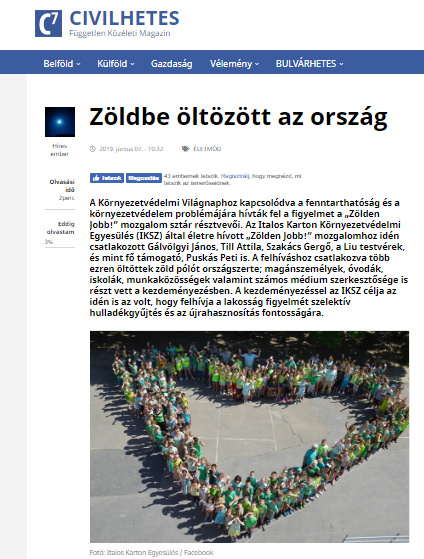 C7 CIVILHETES
Független Közéleti Magazin
Belföld Külföld Gazdaság Vélemény BULVÁRHETES
Zöldbe öltözött az ország
Híres
ember
2019. június 07. - 10:32 ÉLETMÓD
Olvasási
idő
2perc
Tetszik Megosztás 43 embernek tetszik. Regisztrálj, hogy megnézd, mi
tetszik az ismerőseidnek.
Eddig
olvastam
3%
A Környezetvédelmi Világnaphoz kapcsolódva a fenntarthatóság és a
környezetvédelem problémájára hívták fel a figyelmet a „Zölden
Jobb!” mozgalom sztár résztvevői. Az Italos Karton Környezetvédelmi
Egyesülés (IKSZ) által életre hívott „Zölden Jobb!” mozgalomhoz idén
csatlakozott Gálvölgyi János, Till Attila, Szakács Gergő, a Liu testvérek,
és mint fő támogató, Puskás Peti is. A felhíváshoz csatlakozva több
ezren öltöttek zöld pólót országszerte; magánszemélyek, óvodák,
iskolák, munkaközösségek valamint számos médium szerkesztősége is
részt vett a kezdeményezésben. A kezdeményezéssel az IKSZ célja az
idén is az volt, hogy felhívja a lakosság figyelmét szelektív
hulladékgyűjtés és az újrahasznosítás fontosságára.
Fotó: Italos Karton Egyesülés / Facebook